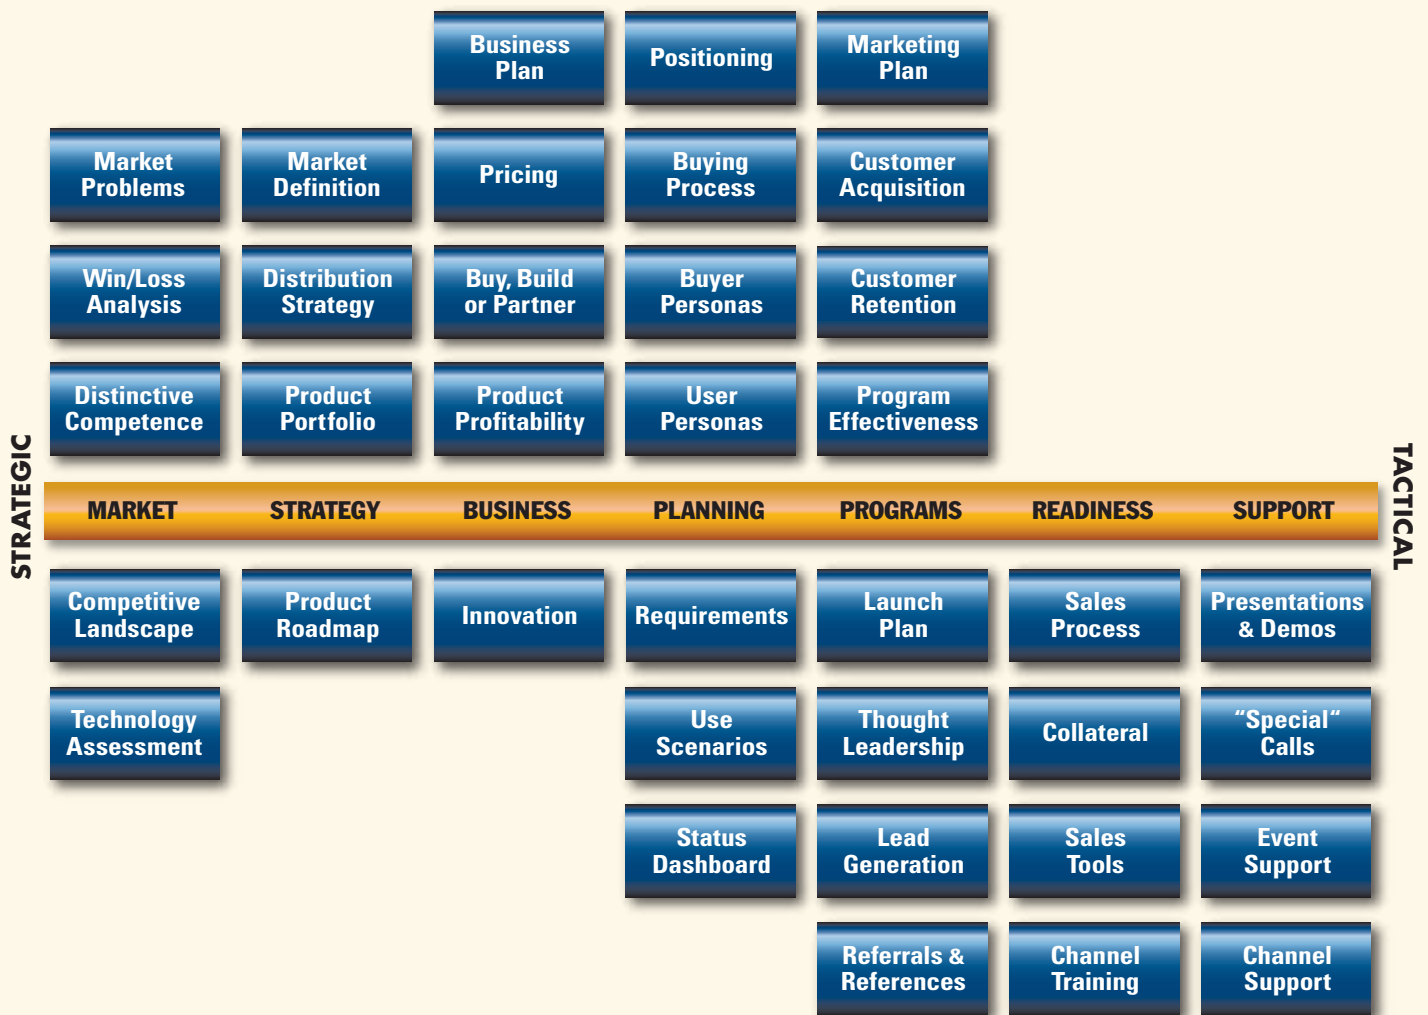 Business
Plan
Positioning
Marketing
Plan
Market
Problems
Market
Definition
Pricing
Buying
Process
Customer
Acquisition
Win/Loss
Analysis
Distribution
Strategy
Buy, Build
or Partner
Buyer
Personas
Customer
Retention
Distinctive
Competence
Product
Portfolio
Product
Profitability
User
Personas
Program
Effectiveness
STRATEGIC
MARKET
STRATEGY
BUSINESS
PLANNING
PROGRAMS
READINESS
SUPPORT
TACTICAL
Competitive
Landscape
Product
Roadmap
Innovation
Requirements
Launch
Plan
Sales
Process
Presentations
& Demos
Technology
Assessment
Use
Scenarios
Thought
Leadership
Collateral
“Special“
Calls
Status
Dashboard
Lead
Generation
Sales
Tools
Event
Support
Referrals &
References
Channel
Training
Channel
Support